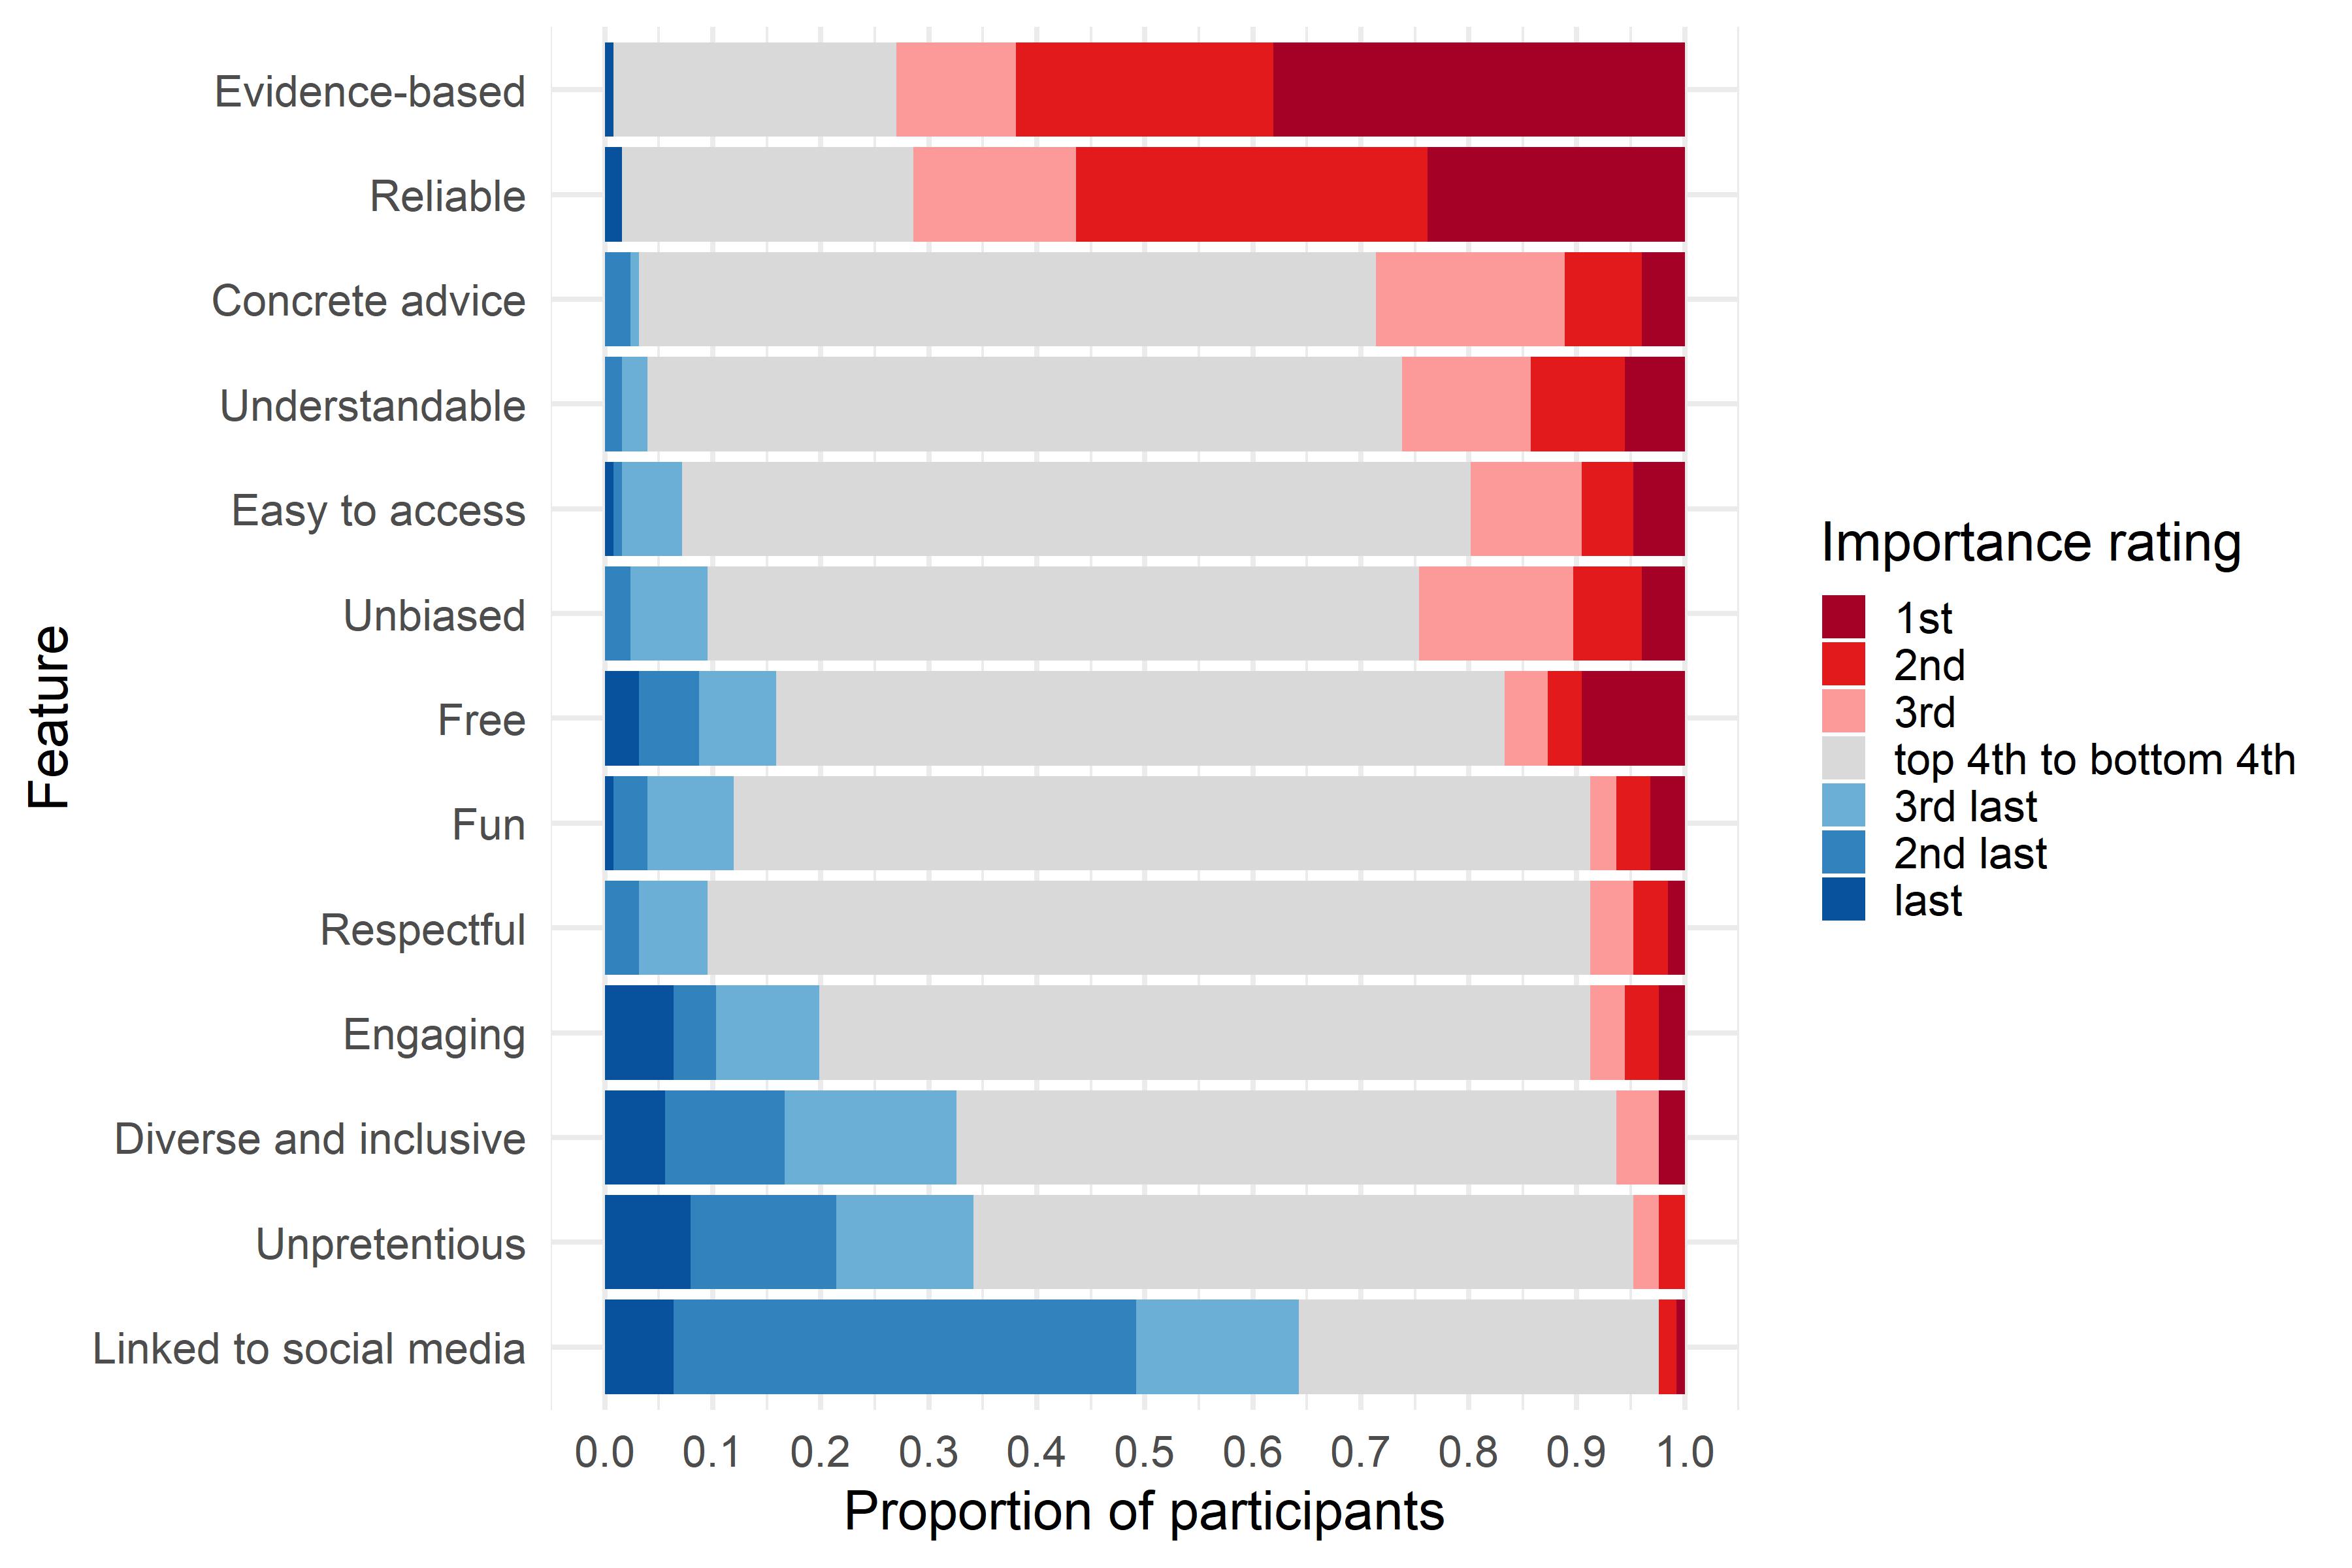 Evidence-based
Reliable
Concrete advice
Understandable
Easy to access
Unbiased
Free
Fun
Respectful
Engaging
Diverse and inclusive
Unpretentious
Linked to social media
Feature
0.0 0.1 0.2 0.3 0.4 0.5 0.6 0.7 0.8 0.9 1.0
Proportion of participants
Importance rating
1st
2nd
3rd
top 4th to bottom 4th
3rd last
2nd last
last